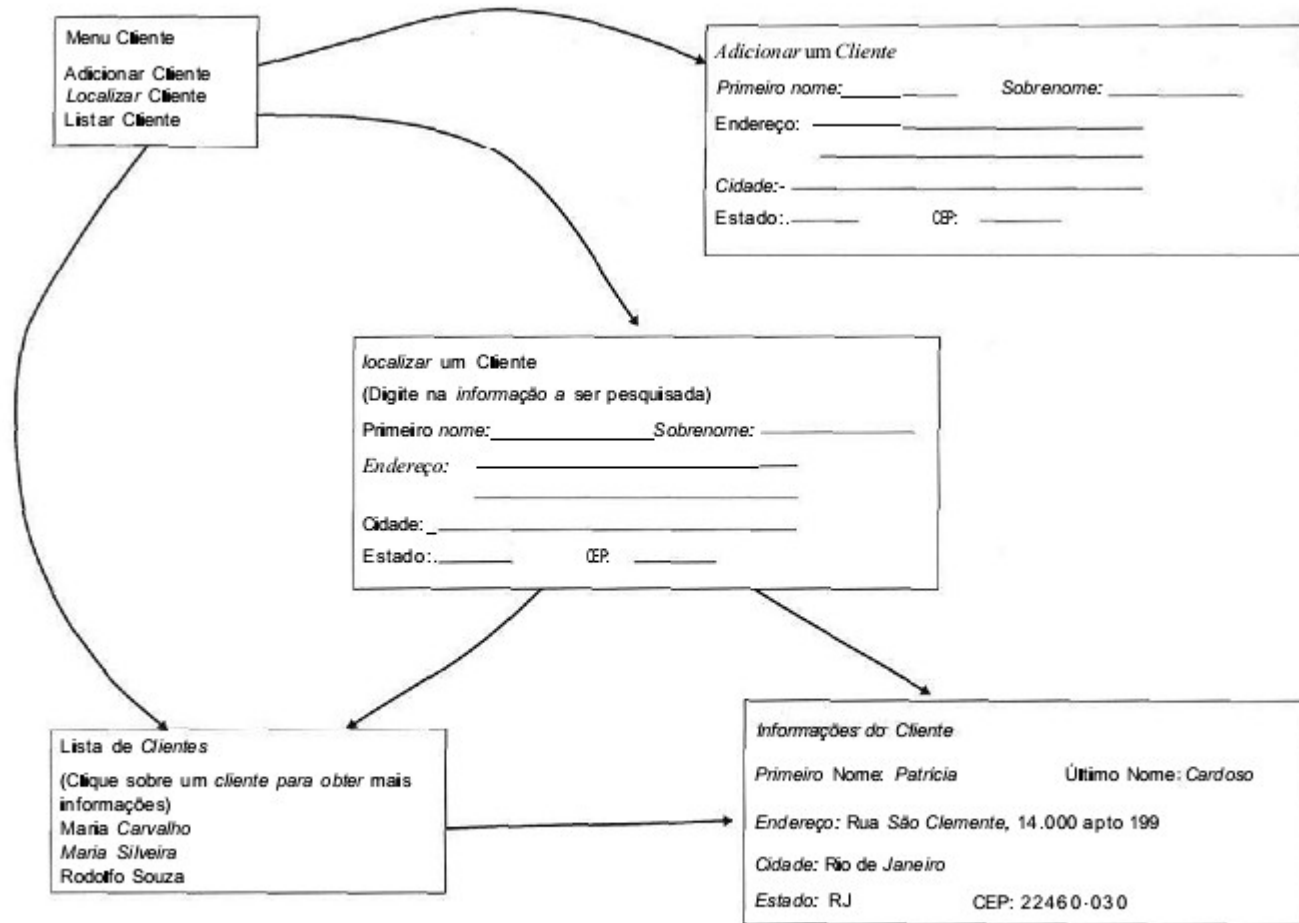 Menu Cliente
Adicionar Cliente
Localizar Cliente
Listar Cliente
Adicionar um Cliente
Primeiro nome: Sobrenome:
Endereço:
Cidade:-
Estado:. CEP:
localizar um Cliente
(Digite na informação a ser pesquisada)
Primeiro nome: Sobrenome:
Endereço:
Cidade: _
Estado:. CEP:
Lista de Clientes
(Clique sobre um cliente para obter mais
informações)
Maria Carvalho
Maria Silveira
Rodolfo Souza
Informações do Cliente
Primeiro Nome: Patrícia Último Nome: Cardoso
Endereço: Rua São Clemente, 14.000 apto 199
Cidade: Rio de Janeiro
Estado: RJ CEP: 22460-030